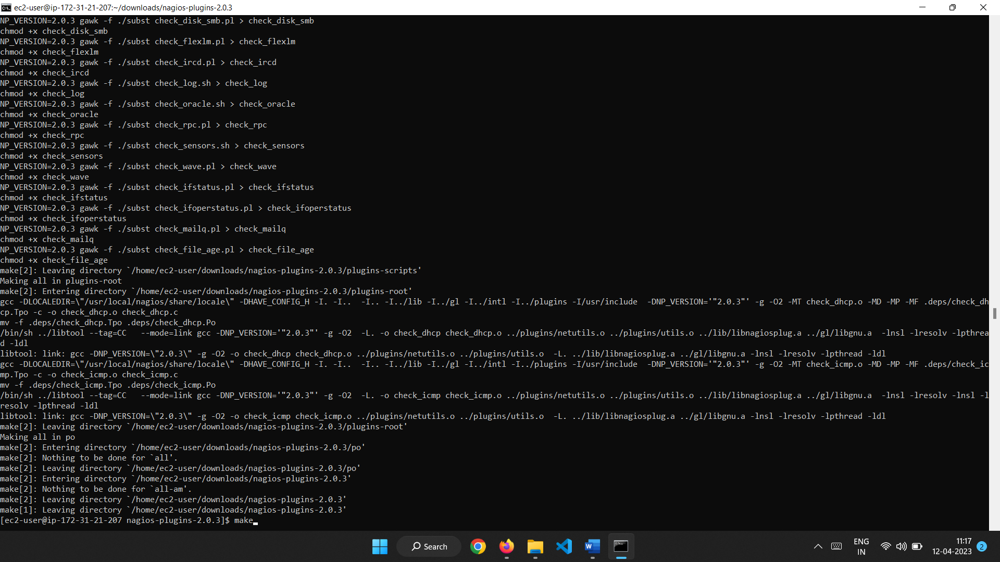 ec2-user@ip-172-31-21-207:~/downloads/nagios-plugins-2.0.3
NP_VERSION=2.0.3 gawk -f ./subst check_disk_smb.pl > check_disk_smb
chmod +x check_disk_smb
NP_VERSION=2.0.3 gawk -f ./subst check_flexlm.pl > check_flexlm
chmod +x check_flexlm
NP_VERSION=2.0.3 gawk -f ./subst check_ircd.pl > check_ircd
chmod +x check_ircd
NP_VERSION=2.0.3 gawk -f ./subst check_log.sh > check_log
chmod +x check_log
NP_VERSION=2.0.3 gawk -f ./subst check_oracle.sh > check_oracle
chmod +x check_oracle
NP_VERSION=2.0.3 gawk -f ./subst check_rpc.pl > check_rpc
chmod +x check_rpc
NP_VERSION=2.0.3 gawk -f ./subst check_sensors.sh > check_sensors
chmod +x check_sensors
NP_VERSION=2.0.3 gawk -f ./subst check_wave.pl > check_wave
chmod +x check_wave
NP_VERSION=2.0.3 gawk -f ./subst check_ifstatus.pl > check_ifstatus
chmod +x check_ifstatus
NP_VERSION=2.0.3 gawk -f ./subst check_ifoperstatus.pl > check_ifoperstatus
chmod +x check_ifoperstatus
NP_VERSION=2.0.3 gawk -f ./subst check_mailq.pl > check_mailq
chmod +x check_mailq
NP_VERSION=2.0.3 gawk -f ./subst check_file_age.pl > check_file_age
chmod +x check_file_age
make[2]: Leaving directory `/home/ec2-user/downloads/nagios-plugins-2.0.3/plugins-scripts'
Making all in plugins-root
make[2]: Entering directory `/home/ec2-user/downloads/nagios-plugins-2.0.3/plugins-root'
gcc -DLOCALEDIR=\"/usr/local/nagios/share/locale\" -DHAVE_CONFIG_H -I. -I..  -I.. -I../lib -I../gl -I../intl -I../plugins -I/usr/include  -DNP_VERSION='"2.0.3"' -g -O2 -MT check_dhcp.o -MD -MP -MF .deps/check_dh
cp.Tpo -c -o check_dhcp.o check_dhcp.c
mv -f .deps/check_dhcp.Tpo .deps/check_dhcp.Po
/bin/sh ../libtool --tag=CC   --mode=link gcc -DNP_VERSION='"2.0.3"' -g -O2  -L. -o check_dhcp check_dhcp.o ../plugins/netutils.o ../plugins/utils.o ../lib/libnagiosplug.a ../gl/libgnu.a  -lnsl -lresolv -lpthrea
d -ldl
libtool: link: gcc -DNP_VERSION=\"2.0.3\" -g -O2 -o check_dhcp check_dhcp.o ../plugins/netutils.o ../plugins/utils.o  -L. ../lib/libnagiosplug.a ../gl/libgnu.a -lnsl -lresolv -lpthread -ldl
gcc -DLOCALEDIR=\"/usr/local/nagios/share/locale\" -DHAVE_CONFIG_H -I. -I..  -I.. -I../lib -I../gl -I../intl -I../plugins -I/usr/include  -DNP_VERSION='"2.0.3"' -g -O2 -MT check_icmp.o -MD -MP -MF .deps/check_ic
mp.Tpo -c -o check_icmp.o check_icmp.c
mv -f .deps/check_icmp.Tpo .deps/check_icmp.Po
/bin/sh ../libtool --tag=CC   --mode=link gcc -DNP_VERSION='"2.0.3"' -g -O2  -L. -o check_icmp check_icmp.o ../plugins/netutils.o ../plugins/utils.o ../lib/libnagiosplug.a ../gl/libgnu.a  -lnsl -lresolv -lnsl -l
resolv -lpthread -ldl
libtool: link: gcc -DNP_VERSION=\"2.0.3\" -g -O2 -o check_icmp check_icmp.o ../plugins/netutils.o ../plugins/utils.o  -L. ../lib/libnagiosplug.a ../gl/libgnu.a -lnsl -lresolv -lpthread -ldl
make[2]: Leaving directory `/home/ec2-user/downloads/nagios-plugins-2.0.3/plugins-root'
Making all in po
make[2]: Entering directory `/home/ec2-user/downloads/nagios-plugins-2.0.3/po'
make[2]: Nothing to be done for `all'.
make[2]: Leaving directory `/home/ec2-user/downloads/nagios-plugins-2.0.3/po'
make[2]: Entering directory `/home/ec2-user/downloads/nagios-plugins-2.0.3'
make[2]: Nothing to be done for `all-am'.
make[2]: Leaving directory `/home/ec2-user/downloads/nagios-plugins-2.0.3'
make[1]: Leaving directory `/home/ec2-user/downloads/nagios-plugins-2.0.3'
[ec2-user@ip-172-31-21-207 nagios-plugins-2.0.3]$ make
Search
ENG
IN
11:17
12-04-2023
2